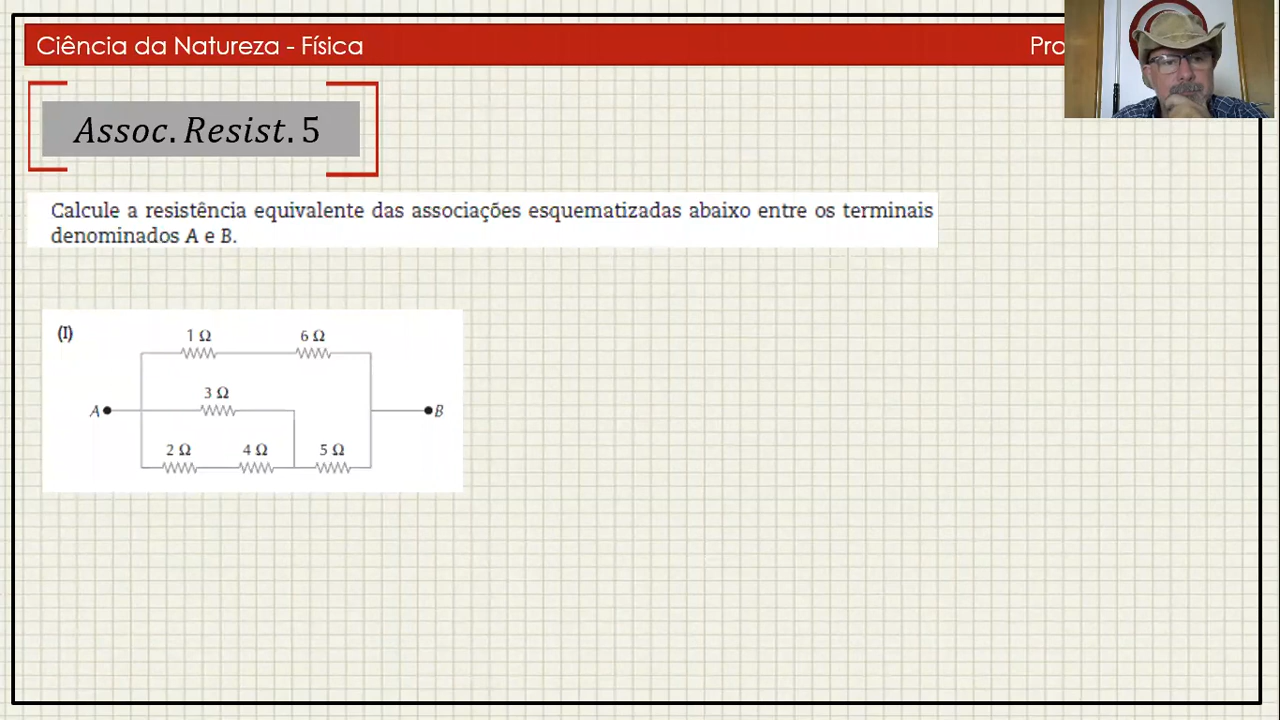 Ciência da Natureza - Física
Pro
Assoc. Resist. 5
Calcule a resistência equivalente das associações esquematizadas abaixo entre os terminais
denominados A e B.
(I)
1 Ω
6 Ω
3 Ω
A
B
2 Ω
4 Ω
5 Ω